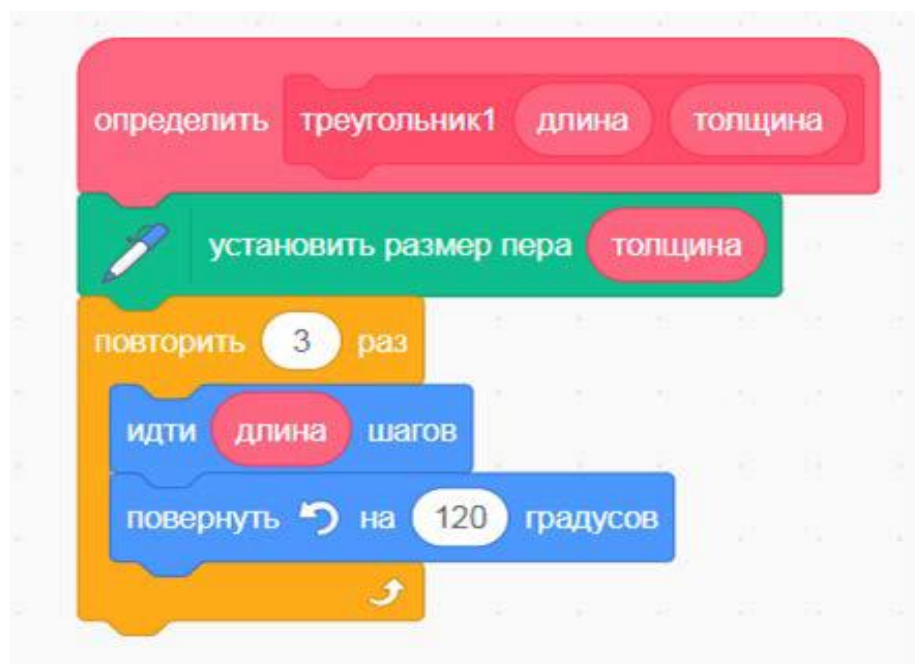 определить треугольник1 длина толщина
установить размер пера толщина
повторить 3 раз
идти длина шагов
повернуть на 120 градусов